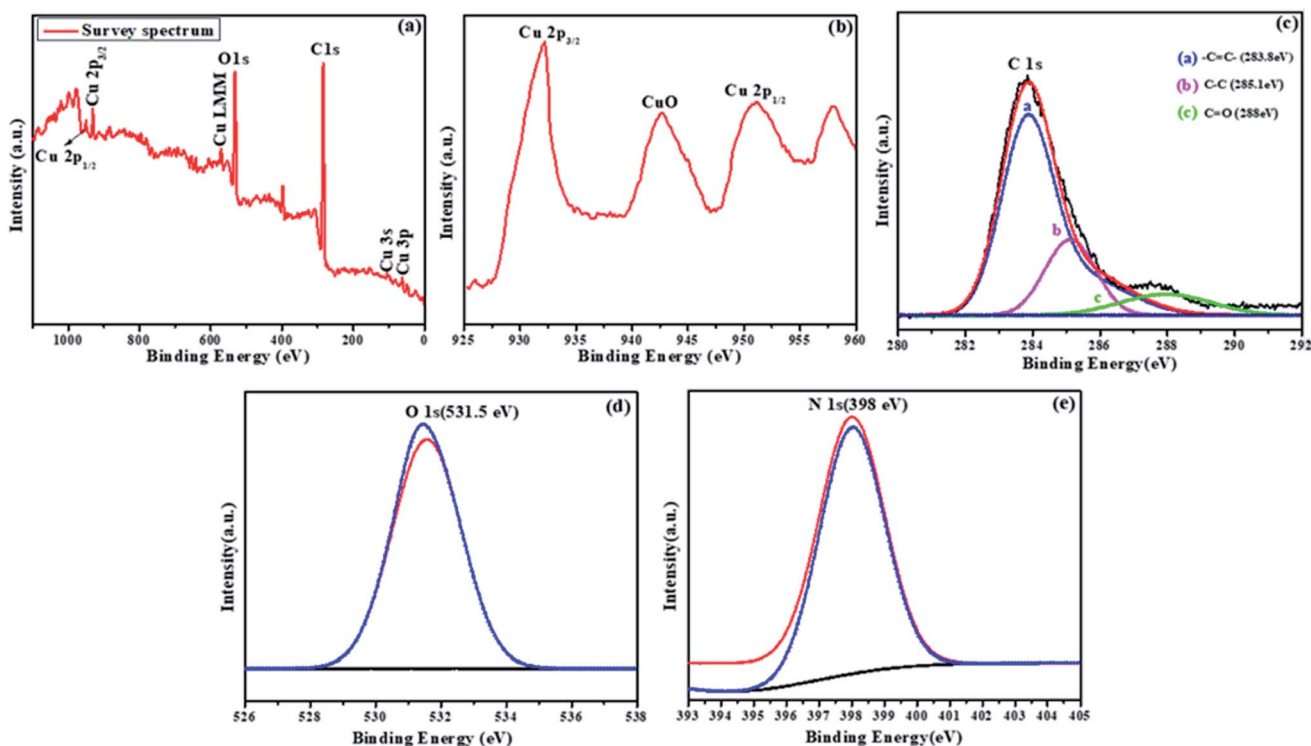 Survey spectrum
(a)
O1s
C1s
Cu 2p3/2
Cu LMM
Cu 2p1/2
Cu 3s
Cu 3p
Intensity (a.u.)
1000 800 600 400 200 0
Binding Energy (eV)
(b)
Cu 2p3/2
CuO
Cu 2p1/2
Intensity (a.u.)
925 930 935 940 945 950 955 960
Binding Energy (eV)
(c)
C 1s
(a) -C=C- (283.8eV)
(b) C-C (285.1eV)
(c) C=O (288eV)
a
b
c
Intensity (a.u.)
280 282 284 286 288 290 292
Binding Energy(eV)
(d)
O 1s(531.5 eV)
Intensity(a.u.)
526 530 532 534 536 538
Binding Energy (eV)
(e)
N 1s(398 eV)
Intensity(a.u.)
393 394 395 396 397 398 399 400 401 402 403 404 405
Binding Energy (eV)